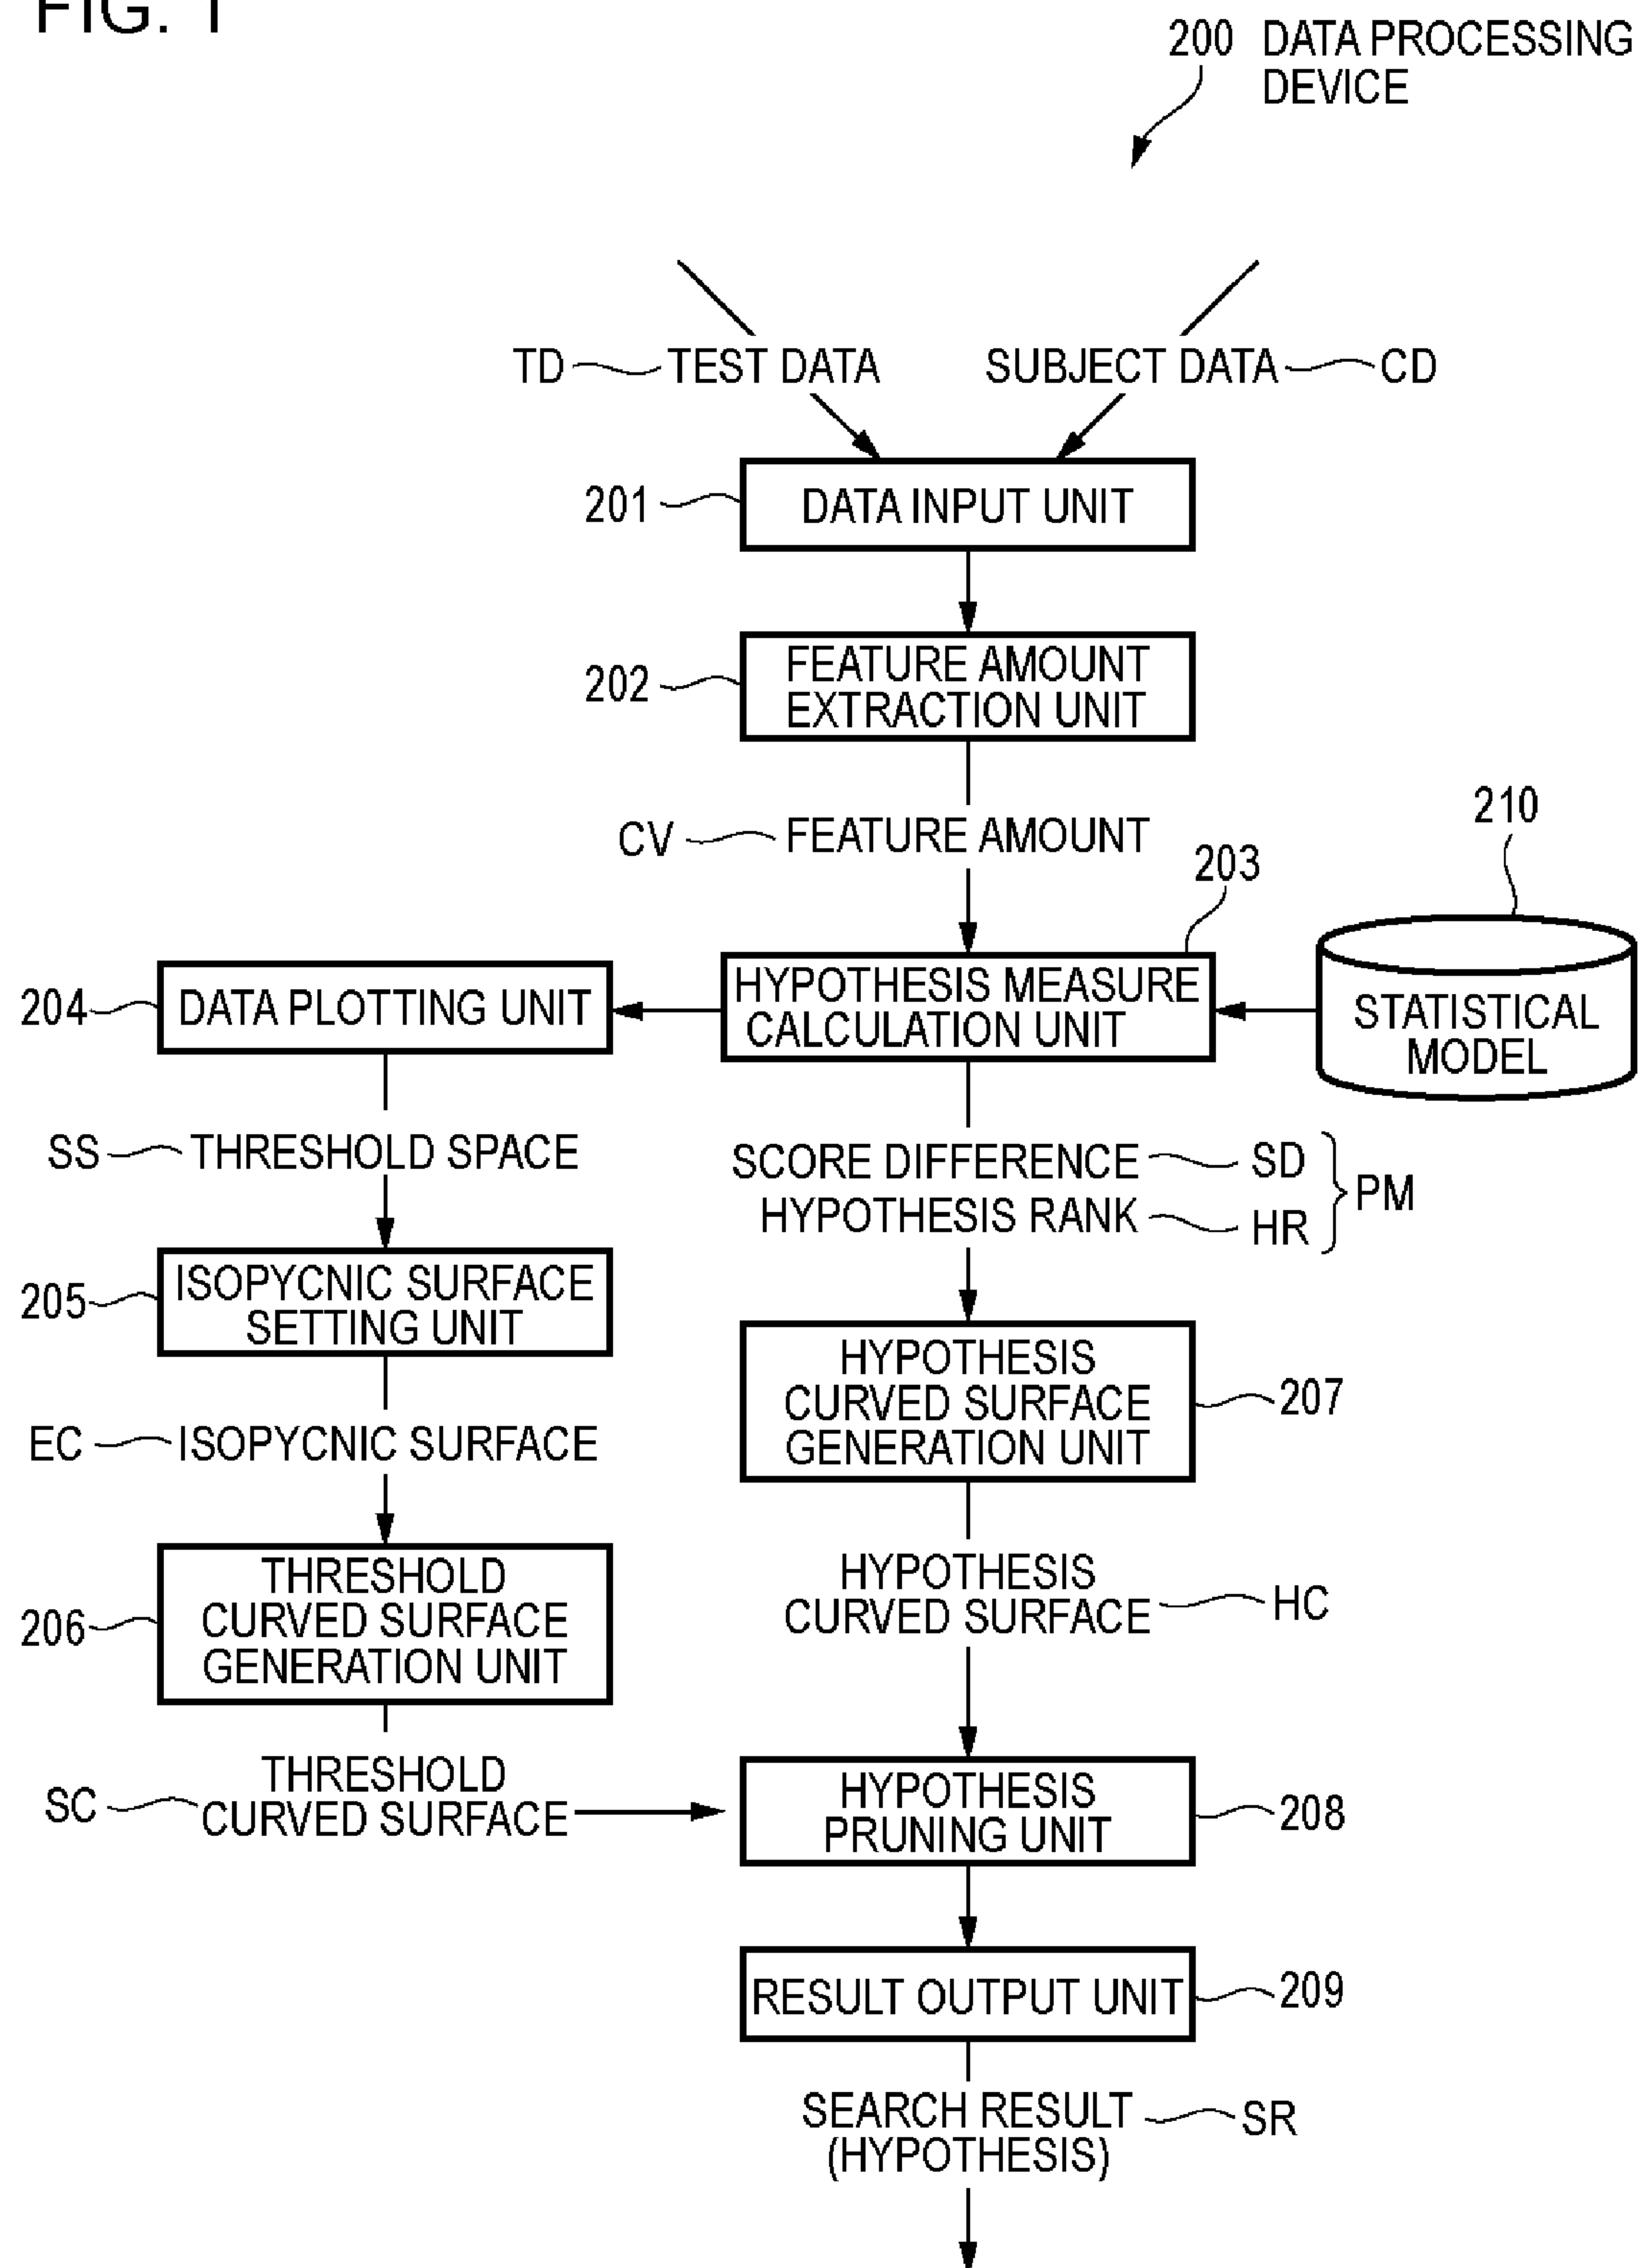 FIG. 1
200 DATA PROCESSING
DEVICE
TD TEST DATA SUBJECT DATA CD
201 DATA INPUT UNIT
202 FEATURE AMOUNT
EXTRACTION UNIT
CV FEATURE AMOUNT
210
203
204 DATA PLOTTING UNIT
HYPOTHESIS MEASURE
CALCULATION UNIT
STATISTICAL
MODEL
SS THRESHOLD SPACE
SCORE DIFFERENCE SD
HYPOTHESIS RANK HR
PM
205 ISOPYCNIC SURFACE
SETTING UNIT
HYPOTHESIS
CURVED SURFACE
GENERATION UNIT
207
EC ISOPYCNIC SURFACE
206 THRESHOLD
CURVED SURFACE
GENERATION UNIT
HYPOTHESIS
CURVED SURFACE
HC
SC THRESHOLD
CURVED SURFACE
HYPOTHESIS
PRUNING UNIT
208
RESULT OUTPUT UNIT 209
SEARCH RESULT
(HYPOTHESIS)
SR